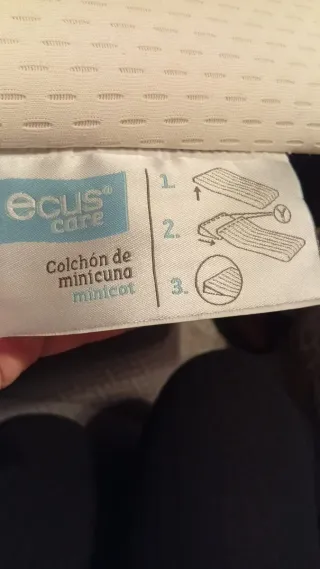 ecus®
care
Colchón de
minicuna
minicot
1.
2.
3.